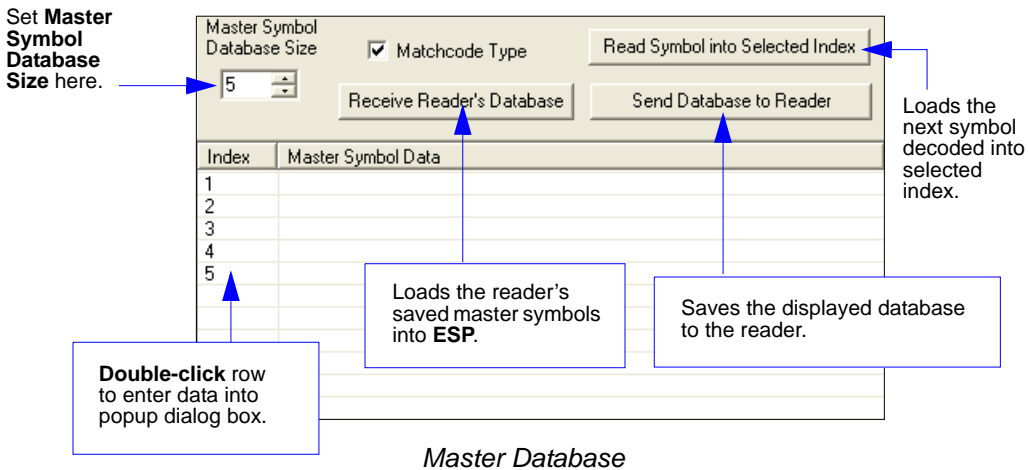 Set Master
Symbol
Database
Size here.
Master Symbol
Database Size
5
Matchcode Type
Read Symbol into Selected Index
Receive Reader's Database
Send Database to Reader
Loads the
next symbol
decoded into
selected
index.
Index
Master Symbol Data
1
2
3
4
5
Loads the reader's
saved master symbols
into ESP.
Saves the displayed database
to the reader.
Double-click row
to enter data into
popup dialog box.
Master Database